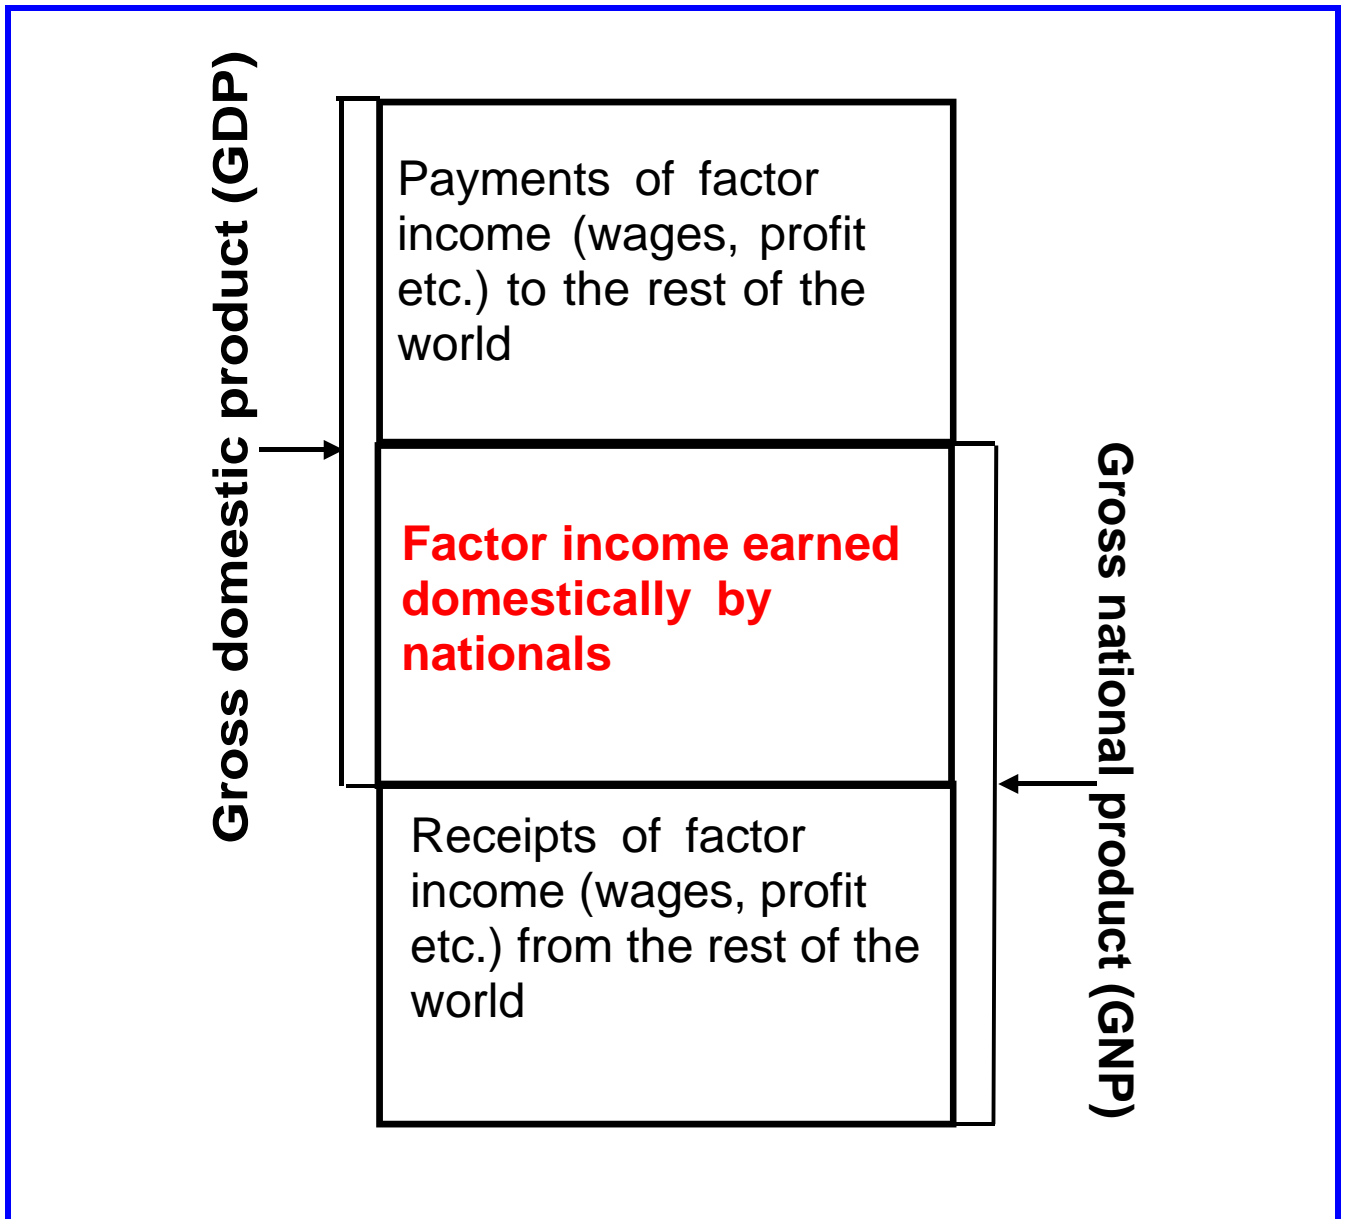 Gross domestic product (GDP)
Payments of factor
income (wages, profit
etc.) to the rest of the
world
Factor income earned
domestically by
nationals
Receipts of factor
income (wages, profit
etc.) from the rest of the
world
Gross national product (GNP)